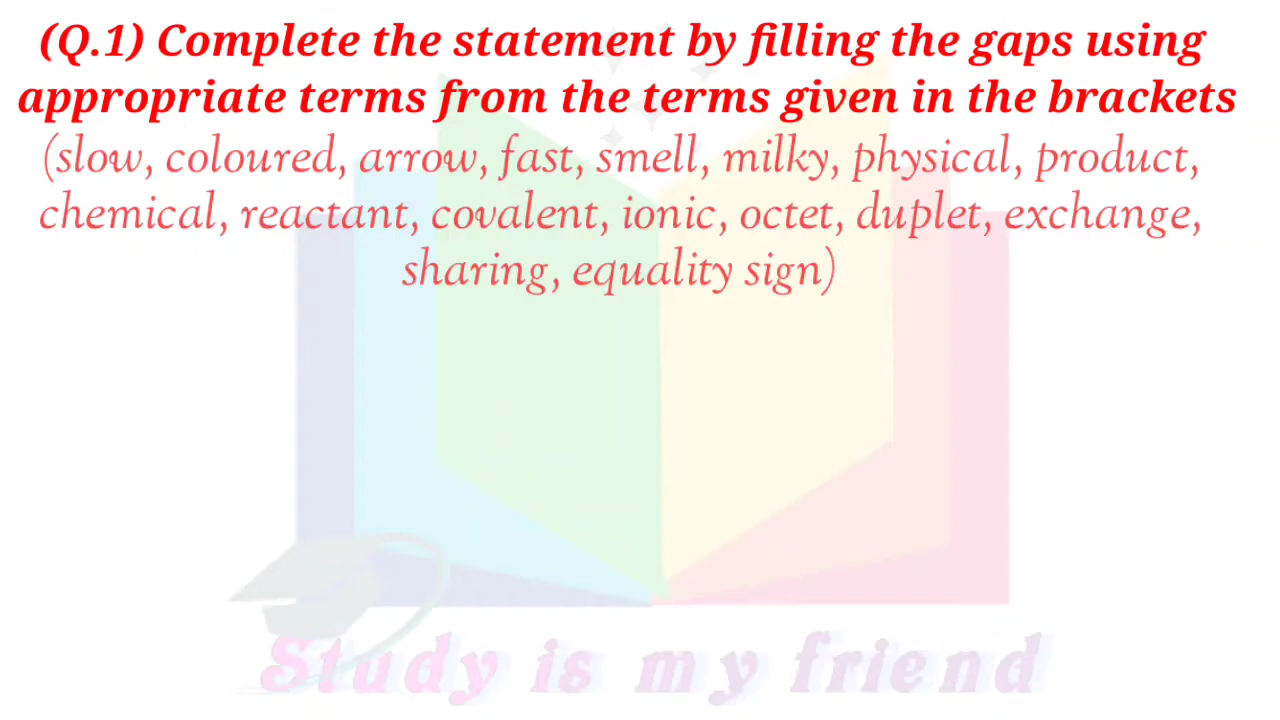 (Q.1) Complete the statement by filling the gaps using
appropriate terms from the terms given in the brackets
(slow, coloured, arrow, fast, smell, milky, physical, product,
chemical, reactant, covalent, ionic, octet, duplet, exchange,
sharing, equality sign)
Study is my friend